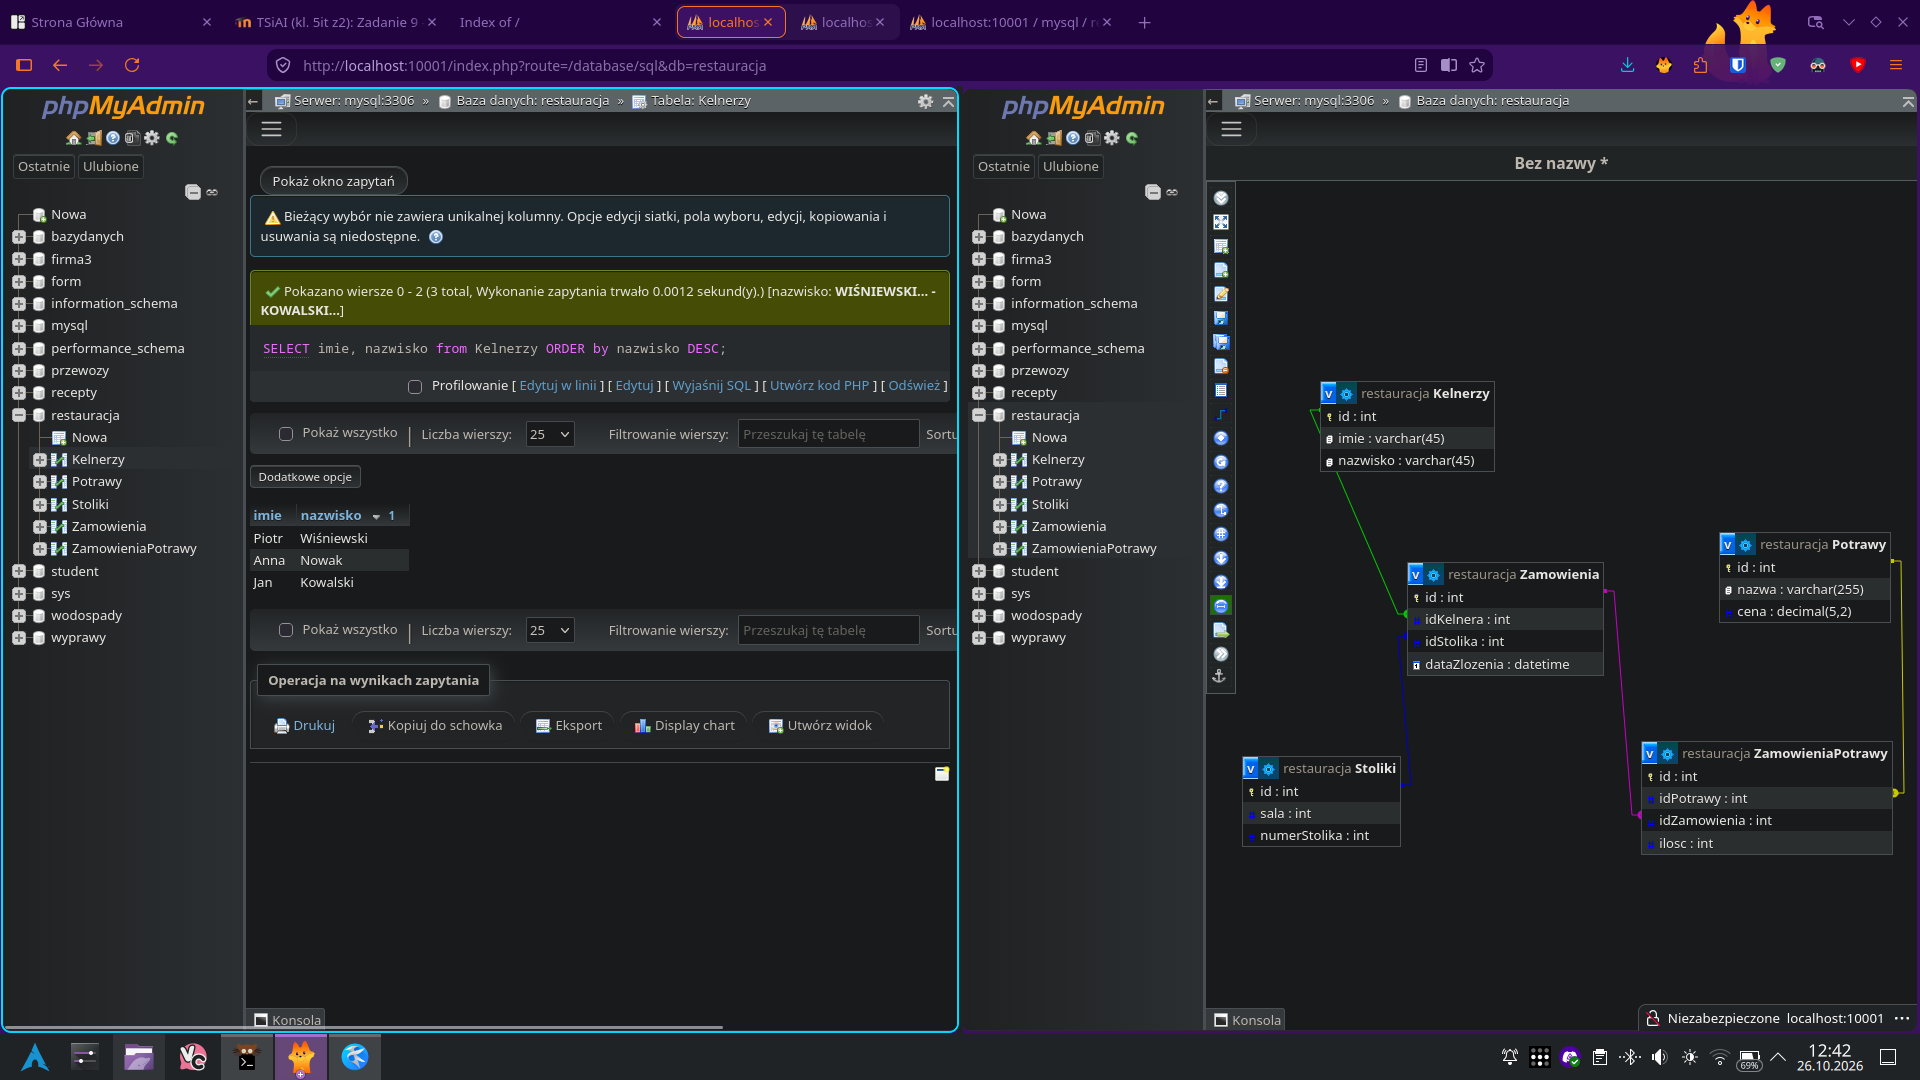 Strona Główna
TSiAI (kl. 5it z2): Zadanie 9
Index of /
localhos
localhos
localhost:10001 / mysql / r
http://localhost:10001/index.php?route=/database/sql&db=restauracja
phpMyAdmin
Ostatnie
Ulubione
Nowa
bazydanych
firma3
form
information_schema
mysql
performance_schema
przewozy
recepty
restauracja
Nowa
Kelnerzy
Potrawy
Stoliki
Zamowienia
ZamowieniaPotrawy
student
sys
wodospady
wyprawy
Serwer: mysql:3306 » Baza danych: restauracja » Tabela: Kelnerzy
Pokaż okno zapytań
Bieżący wybór nie zawiera unikalnej kolumny. Opcje edycji siatki, pola wyboru, edycji, kopiowania i
usuwania są niedostępne.
Pokazano wiersze 0 - 2 (3 total, Wykonanie zapytania trwało 0.0012 sekund(y).) [nazwisko: WIŚNIEWSKI... -
KOWALSKI...]
SELECT imie, nazwisko from Kelnerzy ORDER by nazwisko DESC;
Profilowanie [ Edytuj w linii ] [ Edytuj ] [ Wyjaśnij SQL ] [ Utwórz kod PHP ] [ Odśwież ]
Pokaż wszystko | Liczba wierszy: 25 Filtrowanie wierszy: Przeszukaj tę tabelę Sortu
Dodatkowe opcje
imie nazwisko 1
Piotr Wiśniewski
Anna Nowak
Jan Kowalski
Pokaż wszystko | Liczba wierszy: 25 Filtrowanie wierszy: Przeszukaj tę tabelę Sortu
Operacja na wynikach zapytania
Drukuj
Kopiuj do schowka
Eksport
Display chart
Utwórz widok
Konsola
phpMyAdmin
Ostatnie
Ulubione
Nowa
bazydanych
firma3
form
information_schema
mysql
performance_schema
przewozy
recepty
restauracja
Nowa
Kelnerzy
Potrawy
Stoliki
Zamowienia
ZamowieniaPotrawy
student
sys
wodospady
wyprawy
Serwer: mysql:3306 » Baza danych: restauracja
Bez nazwy *
restauracja Kelnerzy
id : int
imie : varchar(45)
nazwisko : varchar(45)
restauracja Potrawy
id : int
nazwa : varchar(255)
cena : decimal(5,2)
restauracja Zamowienia
id : int
idKelnera : int
idStolika : int
dataZlozenia : datetime
restauracja Stoliki
id : int
sala : int
numerStolika : int
restauracja ZamowieniaPotrawy
id : int
idPotrawy : int
idZamowienia : int
ilosc : int
Konsola
Niezabezpieczone localhost:10001
69%
12:42
26.10.2026